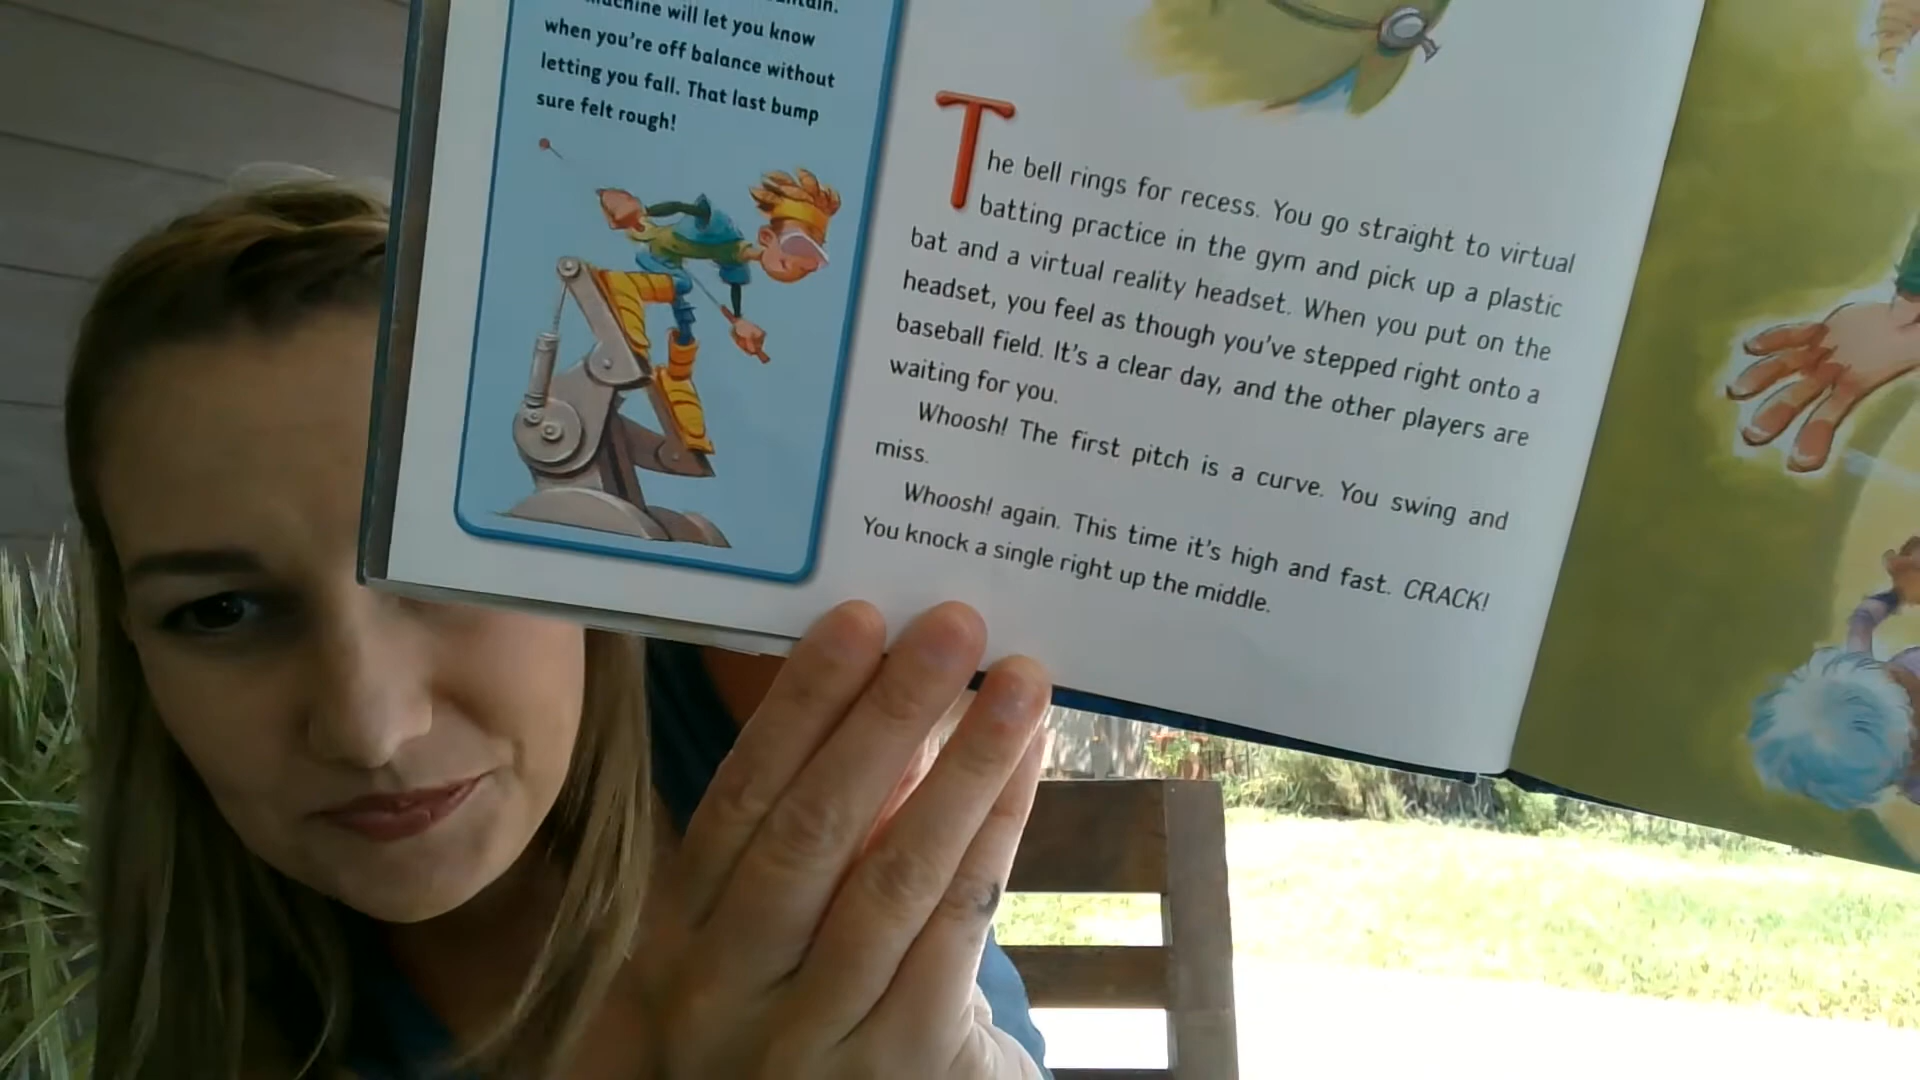 machine will let you know
when you're off balance without
letting you fall. That last bump
sure felt rough!
The bell rings for recess. You go straight to virtual
batting practice in the gym and pick up a plastic
bat and a virtual reality headset. When you put on the
headset, you feel as though you've stepped right onto a
baseball field. It's a clear day, and the other players are
waiting for you.
Whoosh! The first pitch is a curve. You swing and
miss.
Whoosh! again. This time it's high and fast. CRACK!
You knock a single right up the middle.